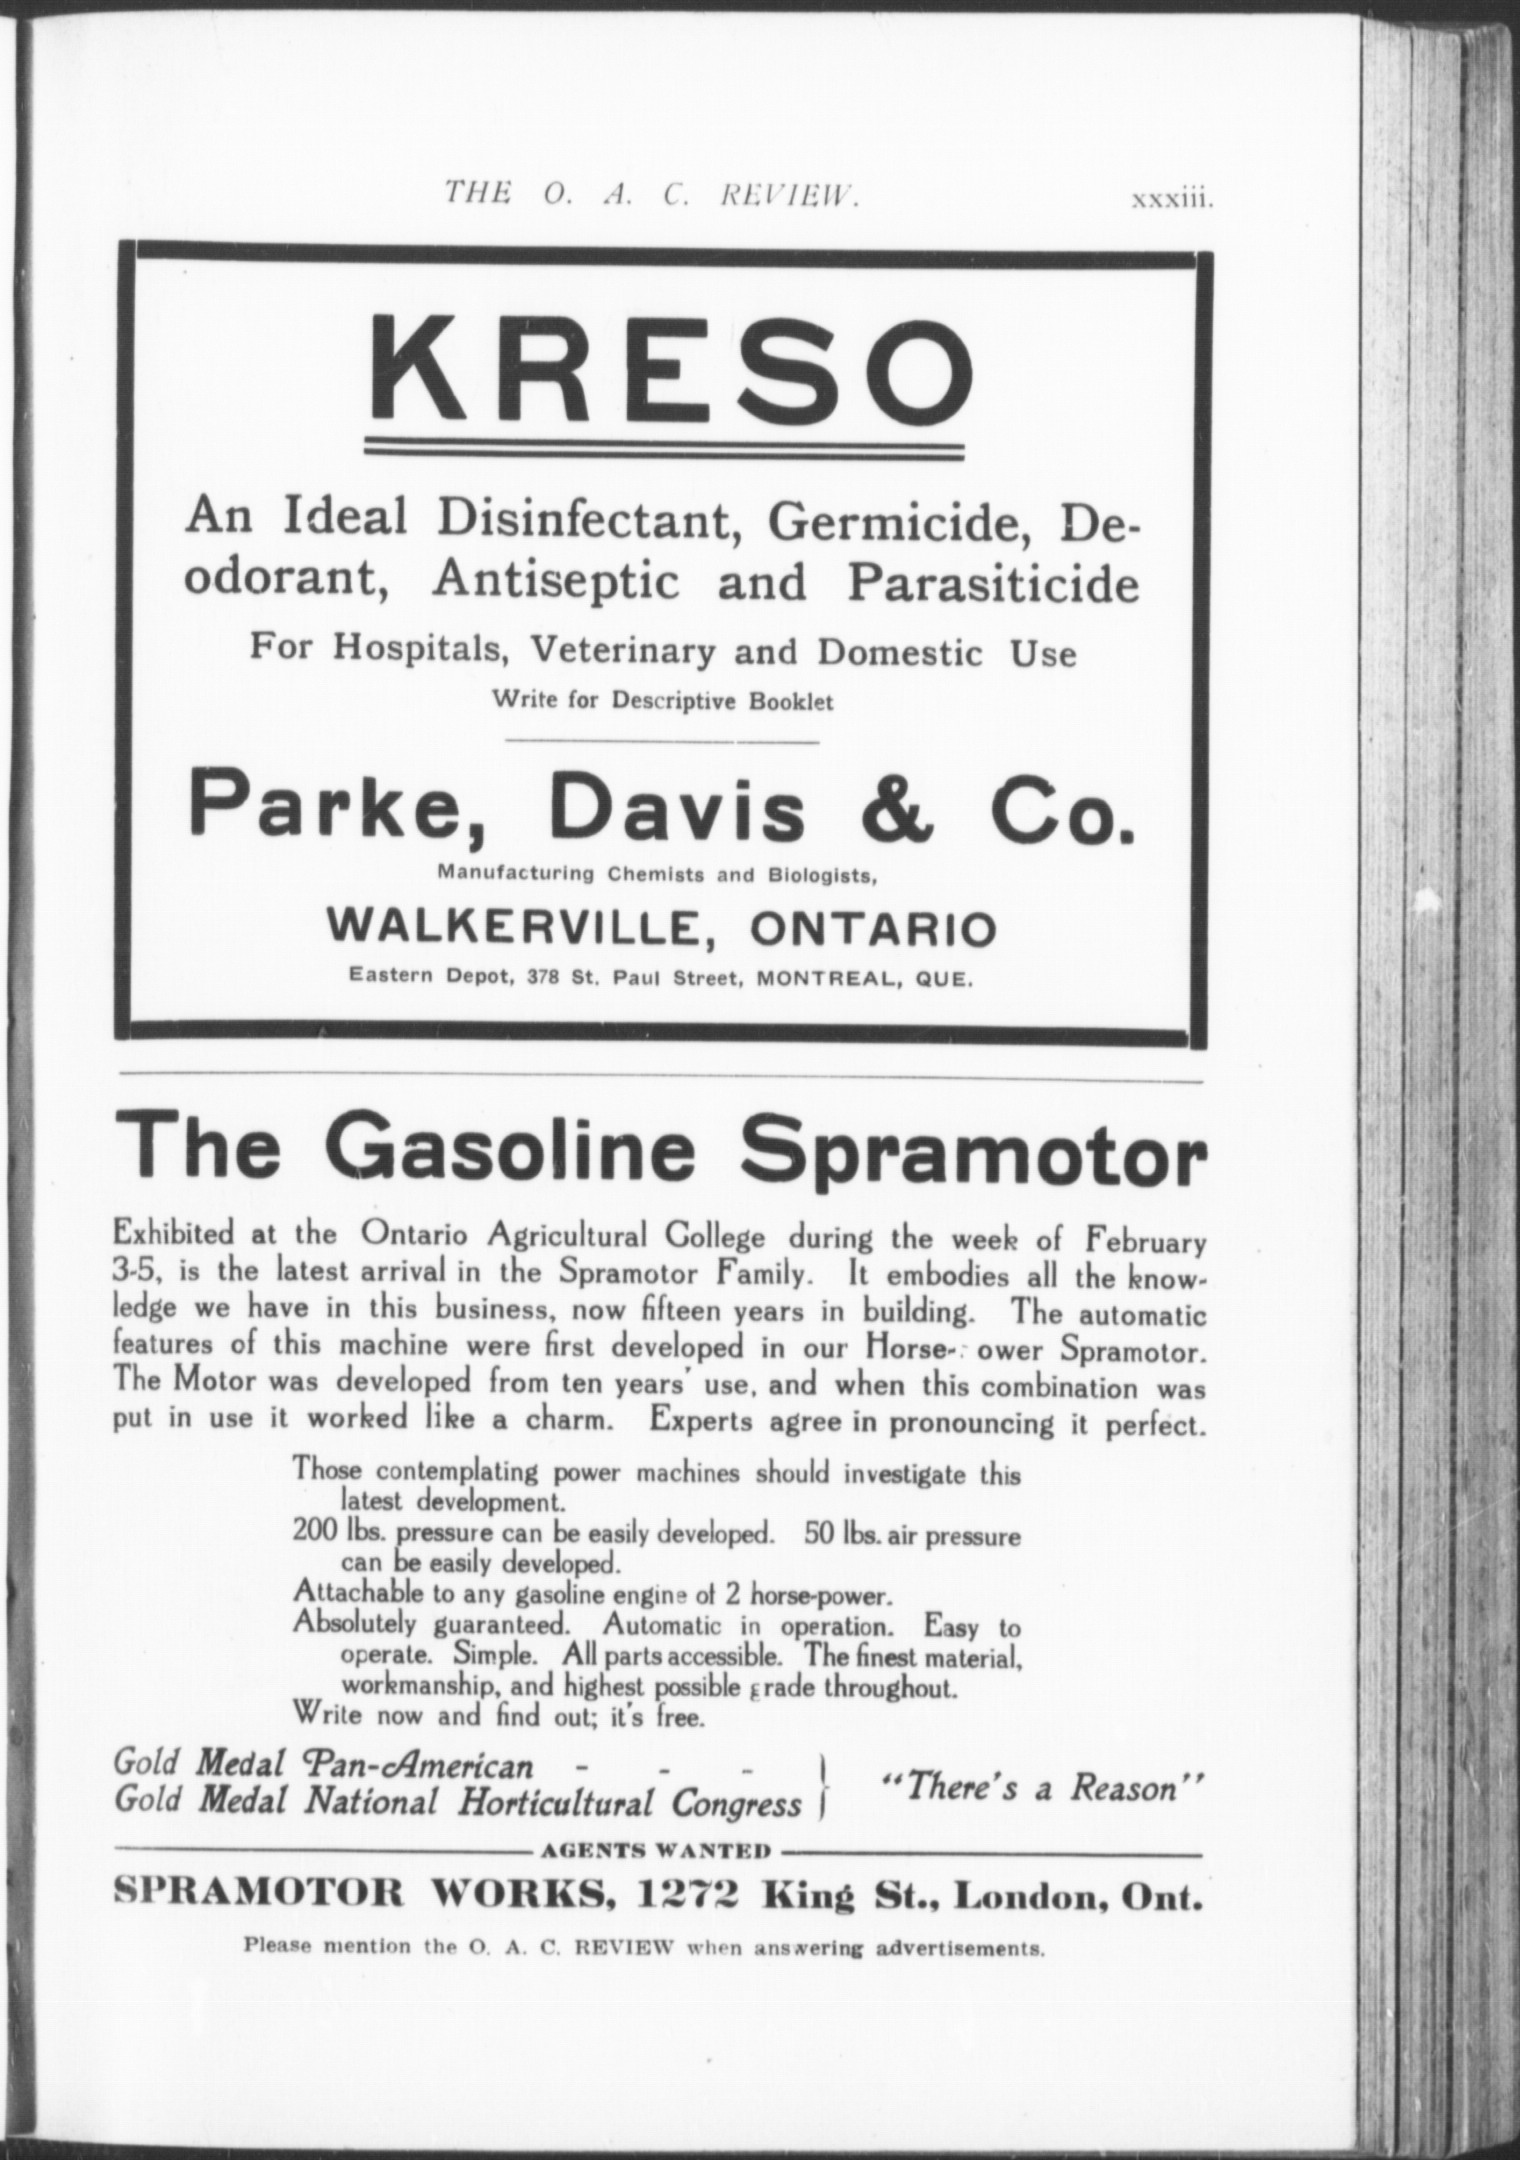 THE O. A. C. REVIEW.
xxxiii.
KRESO
An Ideal Disinfectant, Germicide, De-
odorant, Antiseptic and Parasiticide
For Hospitals, Veterinary and Domestic Use
Write for Descriptive Booklet
Parke, Davis & Co.
Manufacturing Chemists and Biologists,
WALKERVILLE, ONTARIO
Eastern Depot, 378 St. Paul Street, MONTREAL, QUE.
The Gasoline Spramotor
Exhibited at the Ontario Agricultural College during the week of February
3-5, is the latest arrival in the Spramotor Family. It embodies all the know-
ledge we have in this business, now fifteen years in building. The automatic
features of this machine were first developed in our Horse- ower Spramotor.
The Motor was developed from ten years' use, and when this combination was
put in use it worked like a charm. Experts agree in pronouncing it perfect.
Those contemplating power machines should investigate this
latest development.
200 lbs. pressure can be easily developed. 50 lbs. air pressure
can be easily developed.
Attachable to any gasoline engine of 2 horse-power.
Absolutely guaranteed. Automatic in operation. Easy to
operate. Simple. All parts accessible. The finest material,
workmanship, and highest possible grade throughout.
Write now and find out; it's free.
Gold Medal Pan-American - - -
Gold Medal National Horticultural Congress
"There's a Reason"
AGENTS WANTED
SPRAMOTOR WORKS, 1272 King St., London, Ont.
Please mention the O. A. C. REVIEW when answering advertisements.